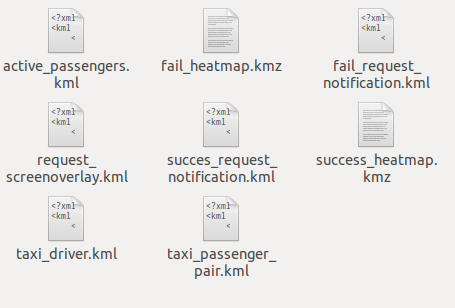 <?xml
<kml
<
<?xml
<kml
<
active_passengers.
kml
fail_heatmap.kmz
fail_request_
notification.kml
<?xml
<kml
<
<?xml
<kml
<
request_
screenoverlay.kml
succes_request_
notification.kml
success_heatmap.
kmz
<?xml
<kml
<
<?xml
<kml
<
taxi_driver.kml
taxi_passenger_
pair.kml